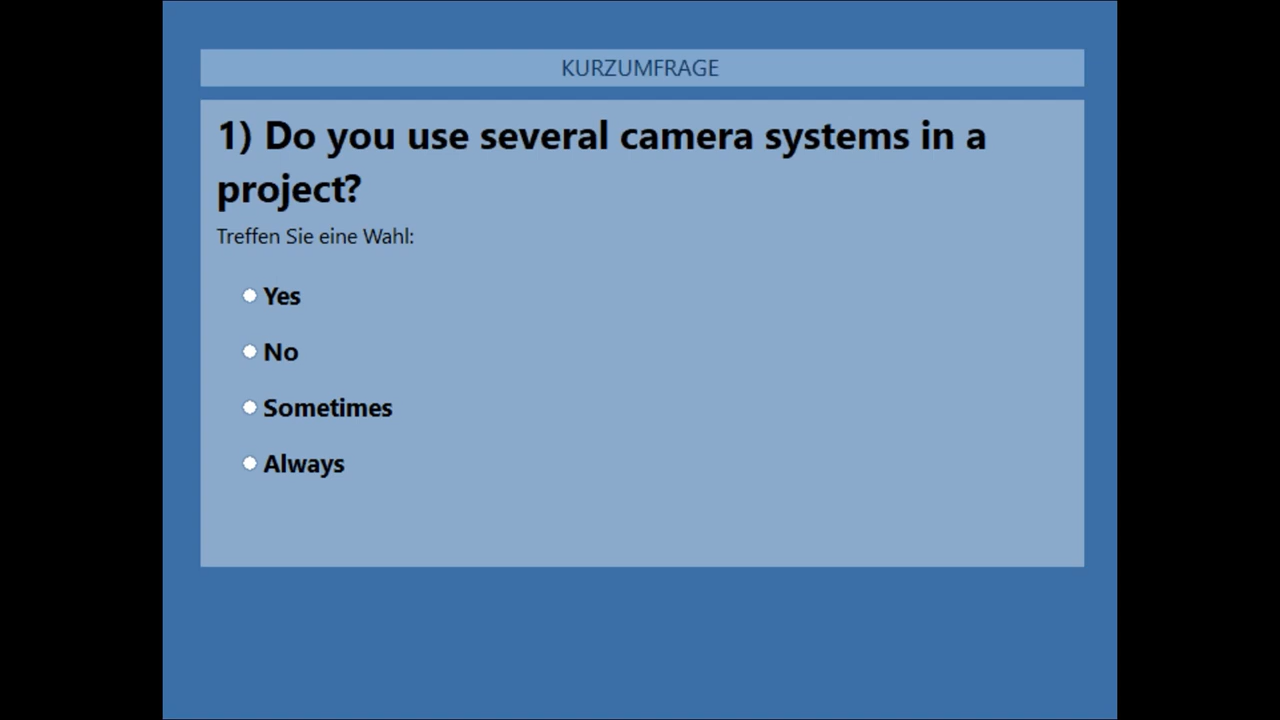 KURZUMFRAGE
1) Do you use several camera systems in a
project?
Treffen Sie eine Wahl:
Yes
No
Sometimes
Always